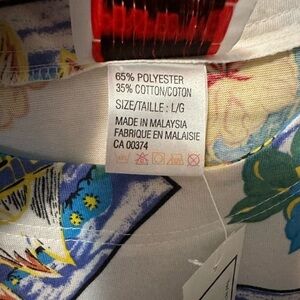 65% POLYESTER
35% COTTON/COTON
SIZE/TAILLE : L/G
MADE IN MALAYSIA
FABRIQUE EN MALAISIE
CA 00374